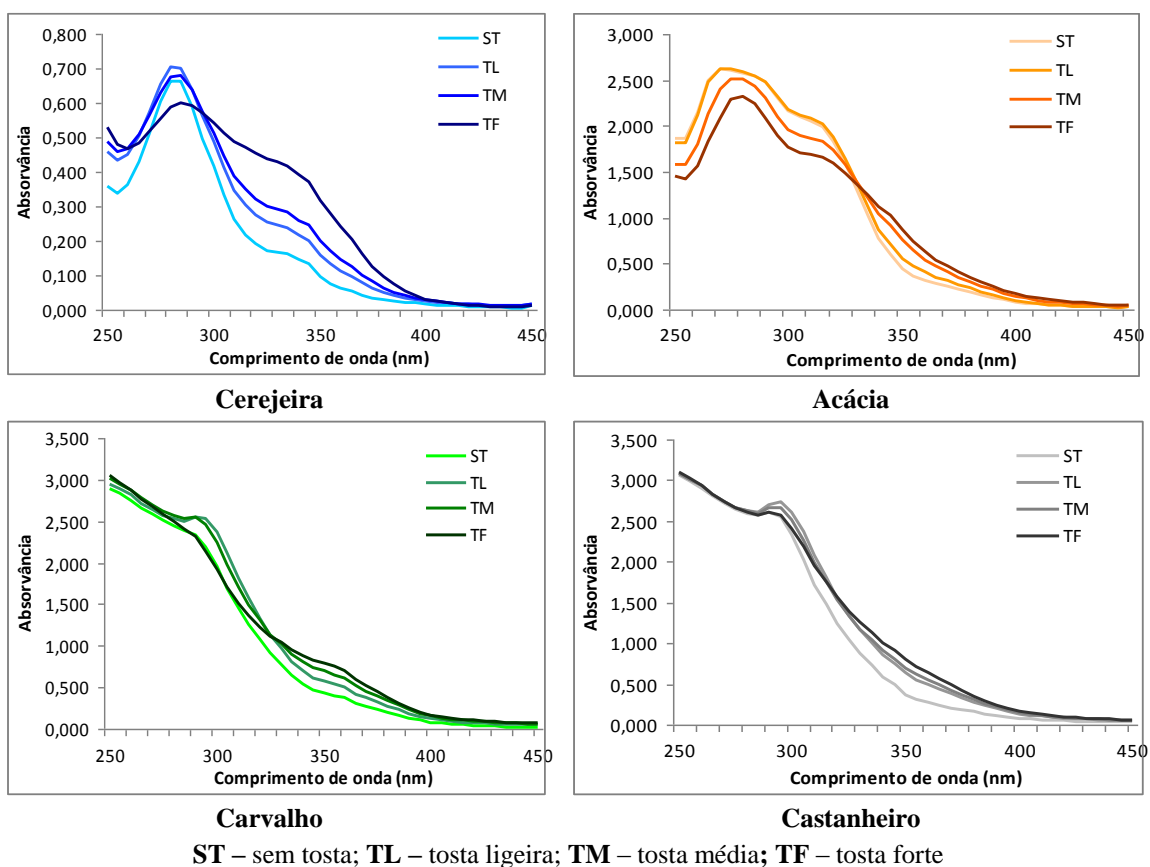 0,800
0,700
0,600
0,500
0,400
0,300
0,200
0,100
0,000
Absorvância
250 300 350 400 450
Comprimento de onda (nm)
ST
TL
TM
TF
Cerejeira
3,000
2,500
2,000
1,500
1,000
0,500
0,000
Absorvância
250 300 350 400 450
Comprimento de onda (nm)
ST
TL
TM
TF
Acácia
3,500
3,000
2,500
2,000
1,500
1,000
0,500
0,000
Absorvância
250 300 350 400 450
Comprimento de onda (nm)
ST
TL
TM
TF
Carvalho
3,500
3,000
2,500
2,000
1,500
1,000
0,500
0,000
Absorvância
250 300 350 400 450
Comprimento de onda (nm)
ST
TL
TM
TF
Castanheiro
ST – sem tosta; TL – tosta ligeira; TM – tosta média; TF – tosta forte